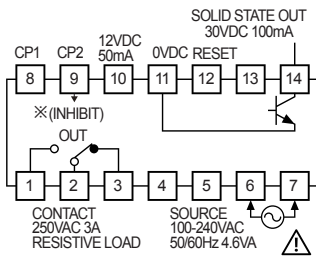 SOLID STATE OUT
30VDC 100mA
CP1 CP2 12VDC 50mA 0VDC RESET
8 9 10 11 12 13 14
※(INHIBIT)
OUT
1 2 3 4 5 6 7
CONTACT
250VAC 3A
RESISTIVE LOAD
SOURCE
100-240VAC
50/60Hz 4.6VA